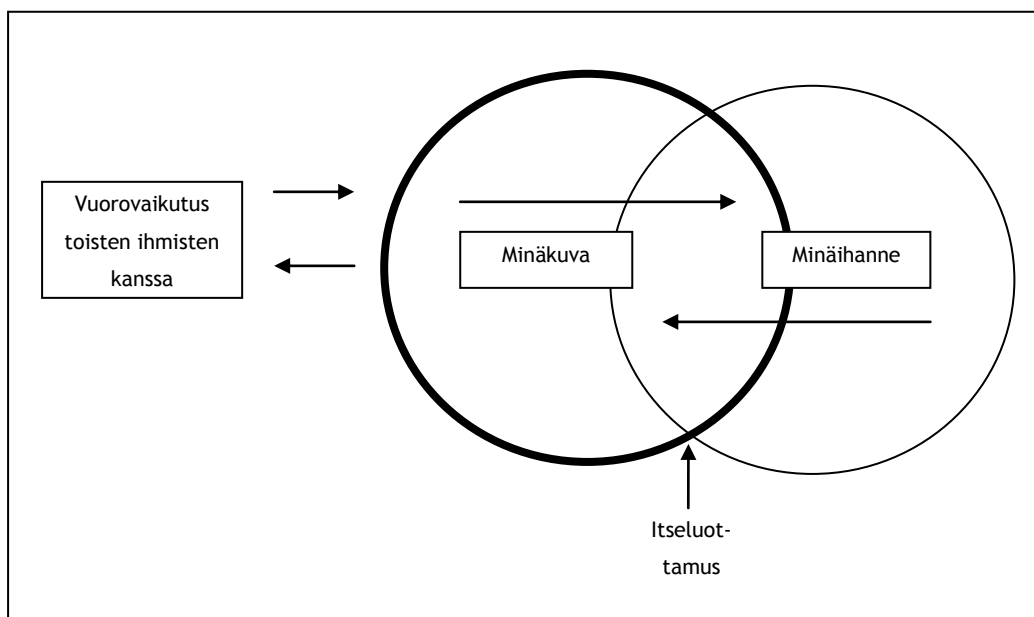 Vuorovaikutus
toisten ihmisten
kanssa
Minäkuva
Minäihanne
Itseluot-
tamus